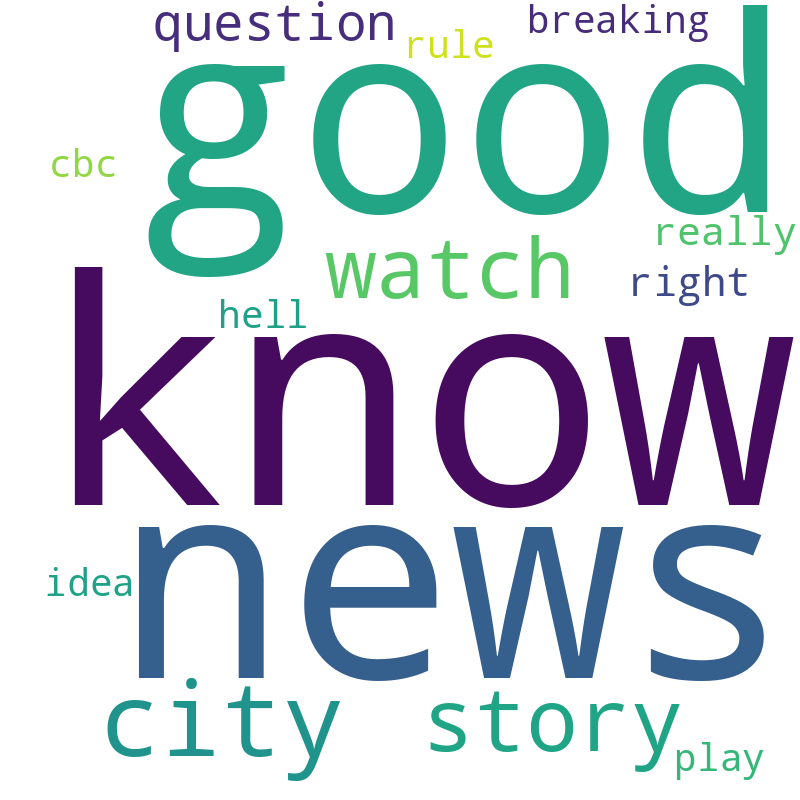 question
breaking
rule
good
cbc
really
watch
right
hell
know
news
idea
city
story
play